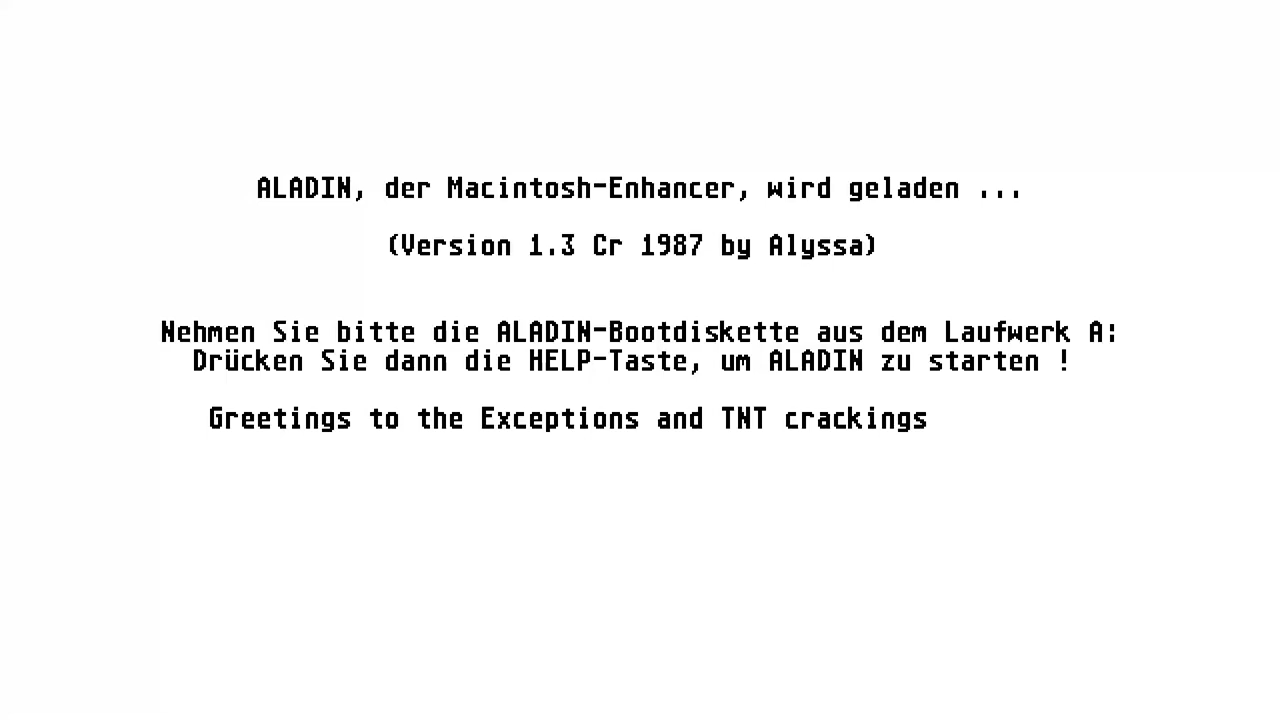 ALADIN, der Macintosh-Enhancer, wird geladen ...
(Version 1.3 Cr 1987 by Alyssa)
Nehmen Sie bitte die ALADIN-Bootdiskette aus dem Laufwerk A:
Drücken Sie dann die HELP-Taste, um ALADIN zu starten !
Greetings to the Exceptions and TNT crackings